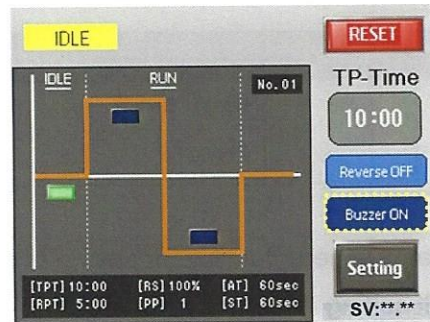 IDLE
RESET
IDLE RUN No.01
TP-Time
10:00
Reverse OFF
Buzzer ON
Setting
[TPT] 10:00 [RS] 100% [AT] 60sec
[RPT] 5:00 [PP] 1 [ST] 60sec
SV:**.**